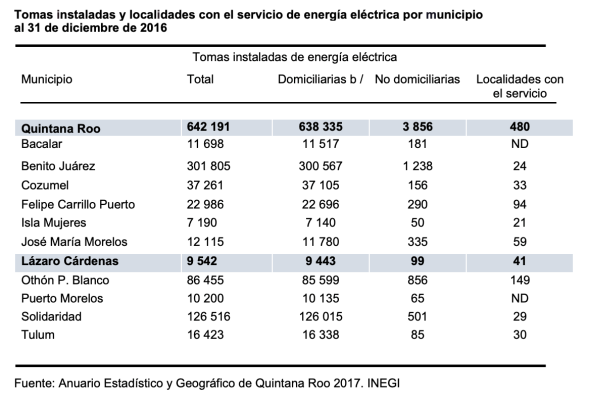 Tomas instaladas y localidades con el servicio de energía eléctrica por municipio
al 31 de diciembre de 2016
Tomas instaladas de energía eléctrica
Municipio Total Domiciliarias b / No domiciliarias Localidades con
el servicio
Quintana Roo 642 191 638 335 3 856 480
Bacalar 11 698 11 517 181 ND
Benito Juárez 301 805 300 567 1 238 24
Cozumel 37 261 37 105 156 33
Felipe Carrillo Puerto 22 986 22 696 290 94
Isla Mujeres 7 190 7 140 50 21
José María Morelos 12 115 11 780 335 59
Lázaro Cárdenas 9 542 9 443 99 41
Othón P. Blanco 86 455 85 599 856 149
Puerto Morelos 10 200 10 135 65 ND
Solidaridad 126 516 126 015 501 29
Tulum 16 423 16 338 85 30
Fuente: Anuario Estadístico y Geográfico de Quintana Roo 2017. INEGI